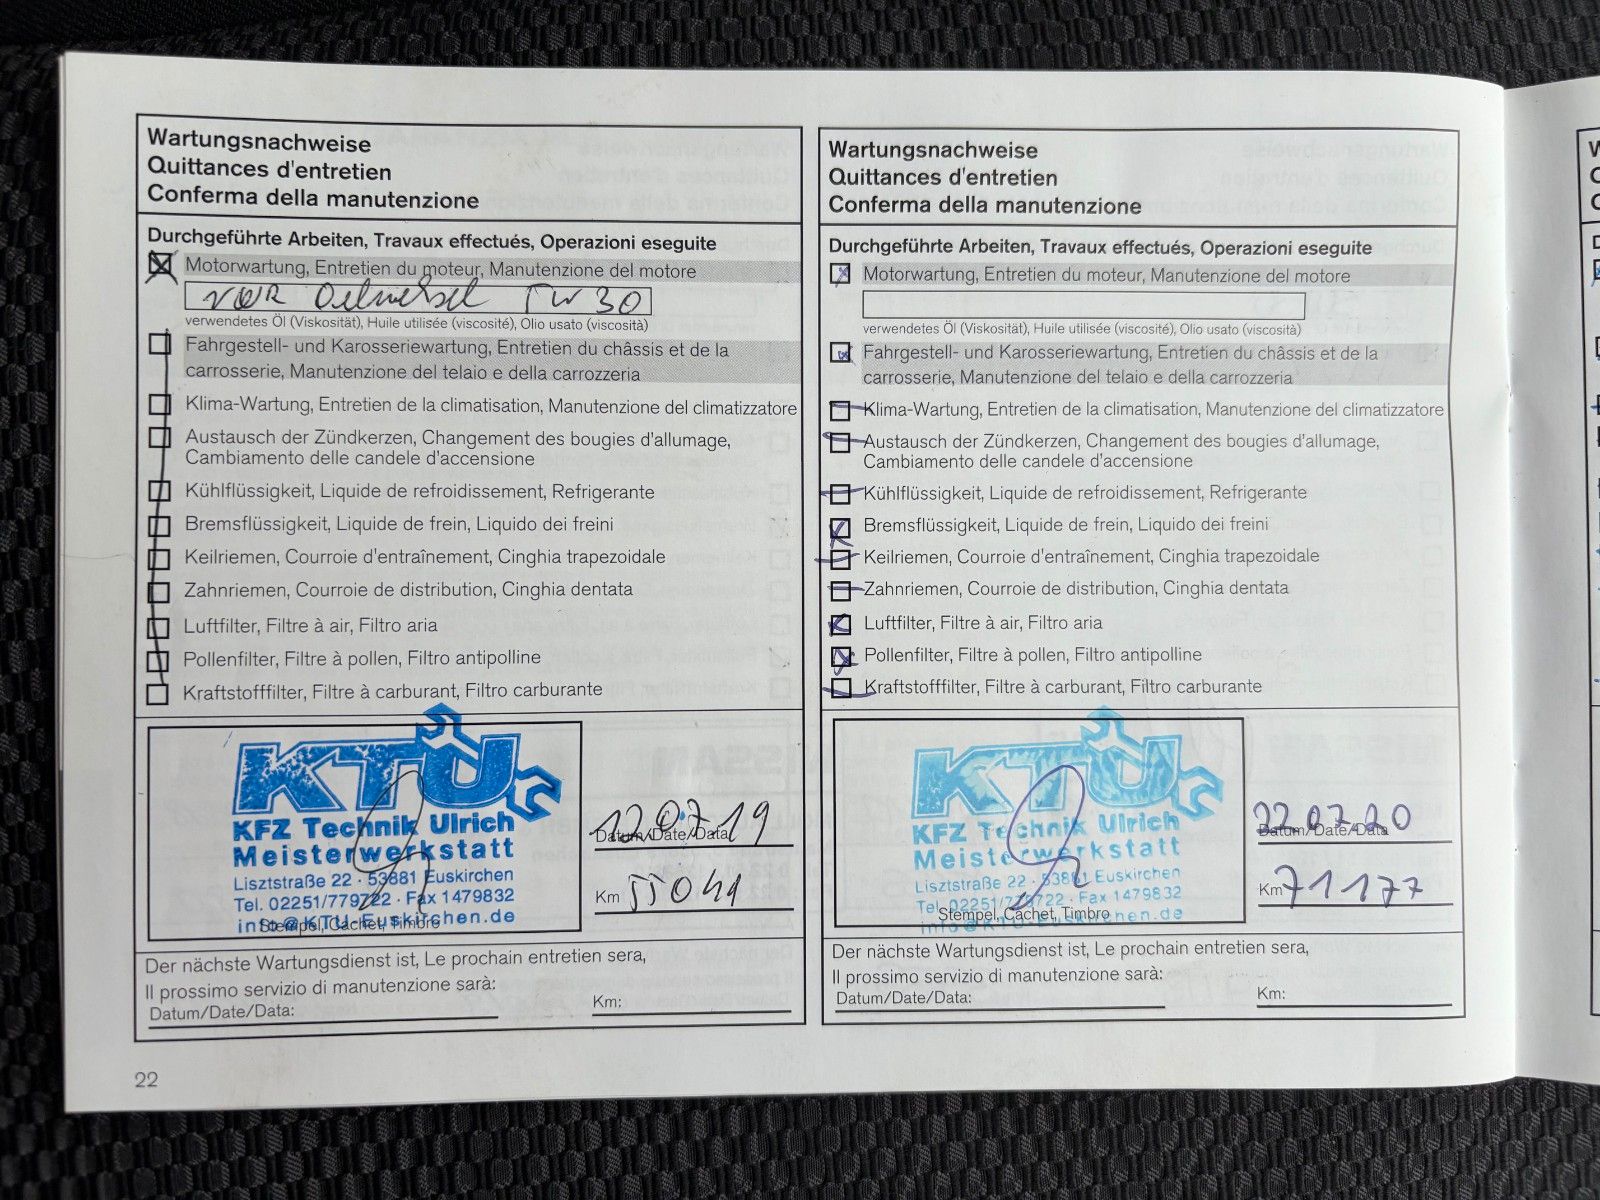 Wartungsnachweise
Quittances d'entretien
Conferma della manutenzione
Durchgeführte Arbeiten, Travaux effectués, Operazioni eseguite
Motorwartung, Entretien du moteur, Manutenzione del motore
nur Oelwechsel 5W30
verwendetes Öl (Viskosität), Huile utilisée (viscosité), Olio usato (viscosità)
Fahrgestell- und Karosseriewartung, Entretien du châssis et de la
carrosserie, Manutenzione del telaio e della carrozzeria
Klima-Wartung, Entretien de la climatisation, Manutenzione del climatizzatore
Austausch der Zündkerzen, Changement des bougies d'allumage,
Cambiamento delle candele d'accensione
Kühlflüssigkeit, Liquide de refroidissement, Refrigerante
Bremsflüssigkeit, Liquide de frein, Liquido dei freini
Keilriemen, Courroie d'entraînement, Cinghia trapezoidale
Zahnriemen, Courroie de distribution, Cinghia dentata
Luftfilter, Filtre à air, Filtro aria
Pollenfilter, Filtre à pollen, Filtro antipolline
Kraftstofffilter, Filtre à carburant, Filtro carburante
KTU
KFZ Technik Ulrich
Meisterwerkstatt
Lisztstraße 22 · 53881 Euskirchen
Tel. 02251/779722 · Fax 1479832
info@KTU-Euskirchen.de
Stempel, Cachet, Timbro
12.07.19
Datum/Date/Data
Km 55041
Der nächste Wartungsdienst ist, Le prochain entretien sera,
Il prossimo servizio di manutenzione sarà:
Datum/Date/Data:
Km:
22
Wartungsnachweise
Quittances d'entretien
Conferma della manutenzione
Durchgeführte Arbeiten, Travaux effectués, Operazioni eseguite
Motorwartung, Entretien du moteur, Manutenzione del motore
verwendetes Öl (Viskosität), Huile utilisée (viscosité), Olio usato (viscosità)
Fahrgestell- und Karosseriewartung, Entretien du châssis et de la
carrosserie, Manutenzione del telaio e della carrozzeria
Klima-Wartung, Entretien de la climatisation, Manutenzione del climatizzatore
Austausch der Zündkerzen, Changement des bougies d'allumage,
Cambiamento delle candele d'accensione
Kühlflüssigkeit, Liquide de refroidissement, Refrigerante
Bremsflüssigkeit, Liquide de frein, Liquido dei freini
Keilriemen, Courroie d'entraînement, Cinghia trapezoidale
Zahnriemen, Courroie de distribution, Cinghia dentata
Luftfilter, Filtre à air, Filtro aria
Pollenfilter, Filtre à pollen, Filtro antipolline
Kraftstofffilter, Filtre à carburant, Filtro carburante
KTU
KFZ Technik Ulrich
Meisterwerkstatt
Lisztstraße 22 · 53881 Euskirchen
Tel. 02251/779722 · Fax 1479832
info@KTU-Euskirchen.de
Stempel, Cachet, Timbro
22.07.20
Datum/Date/Data
Km 71177
Der nächste Wartungsdienst ist, Le prochain entretien sera,
Il prossimo servizio di manutenzione sarà:
Datum/Date/Data:
Km: